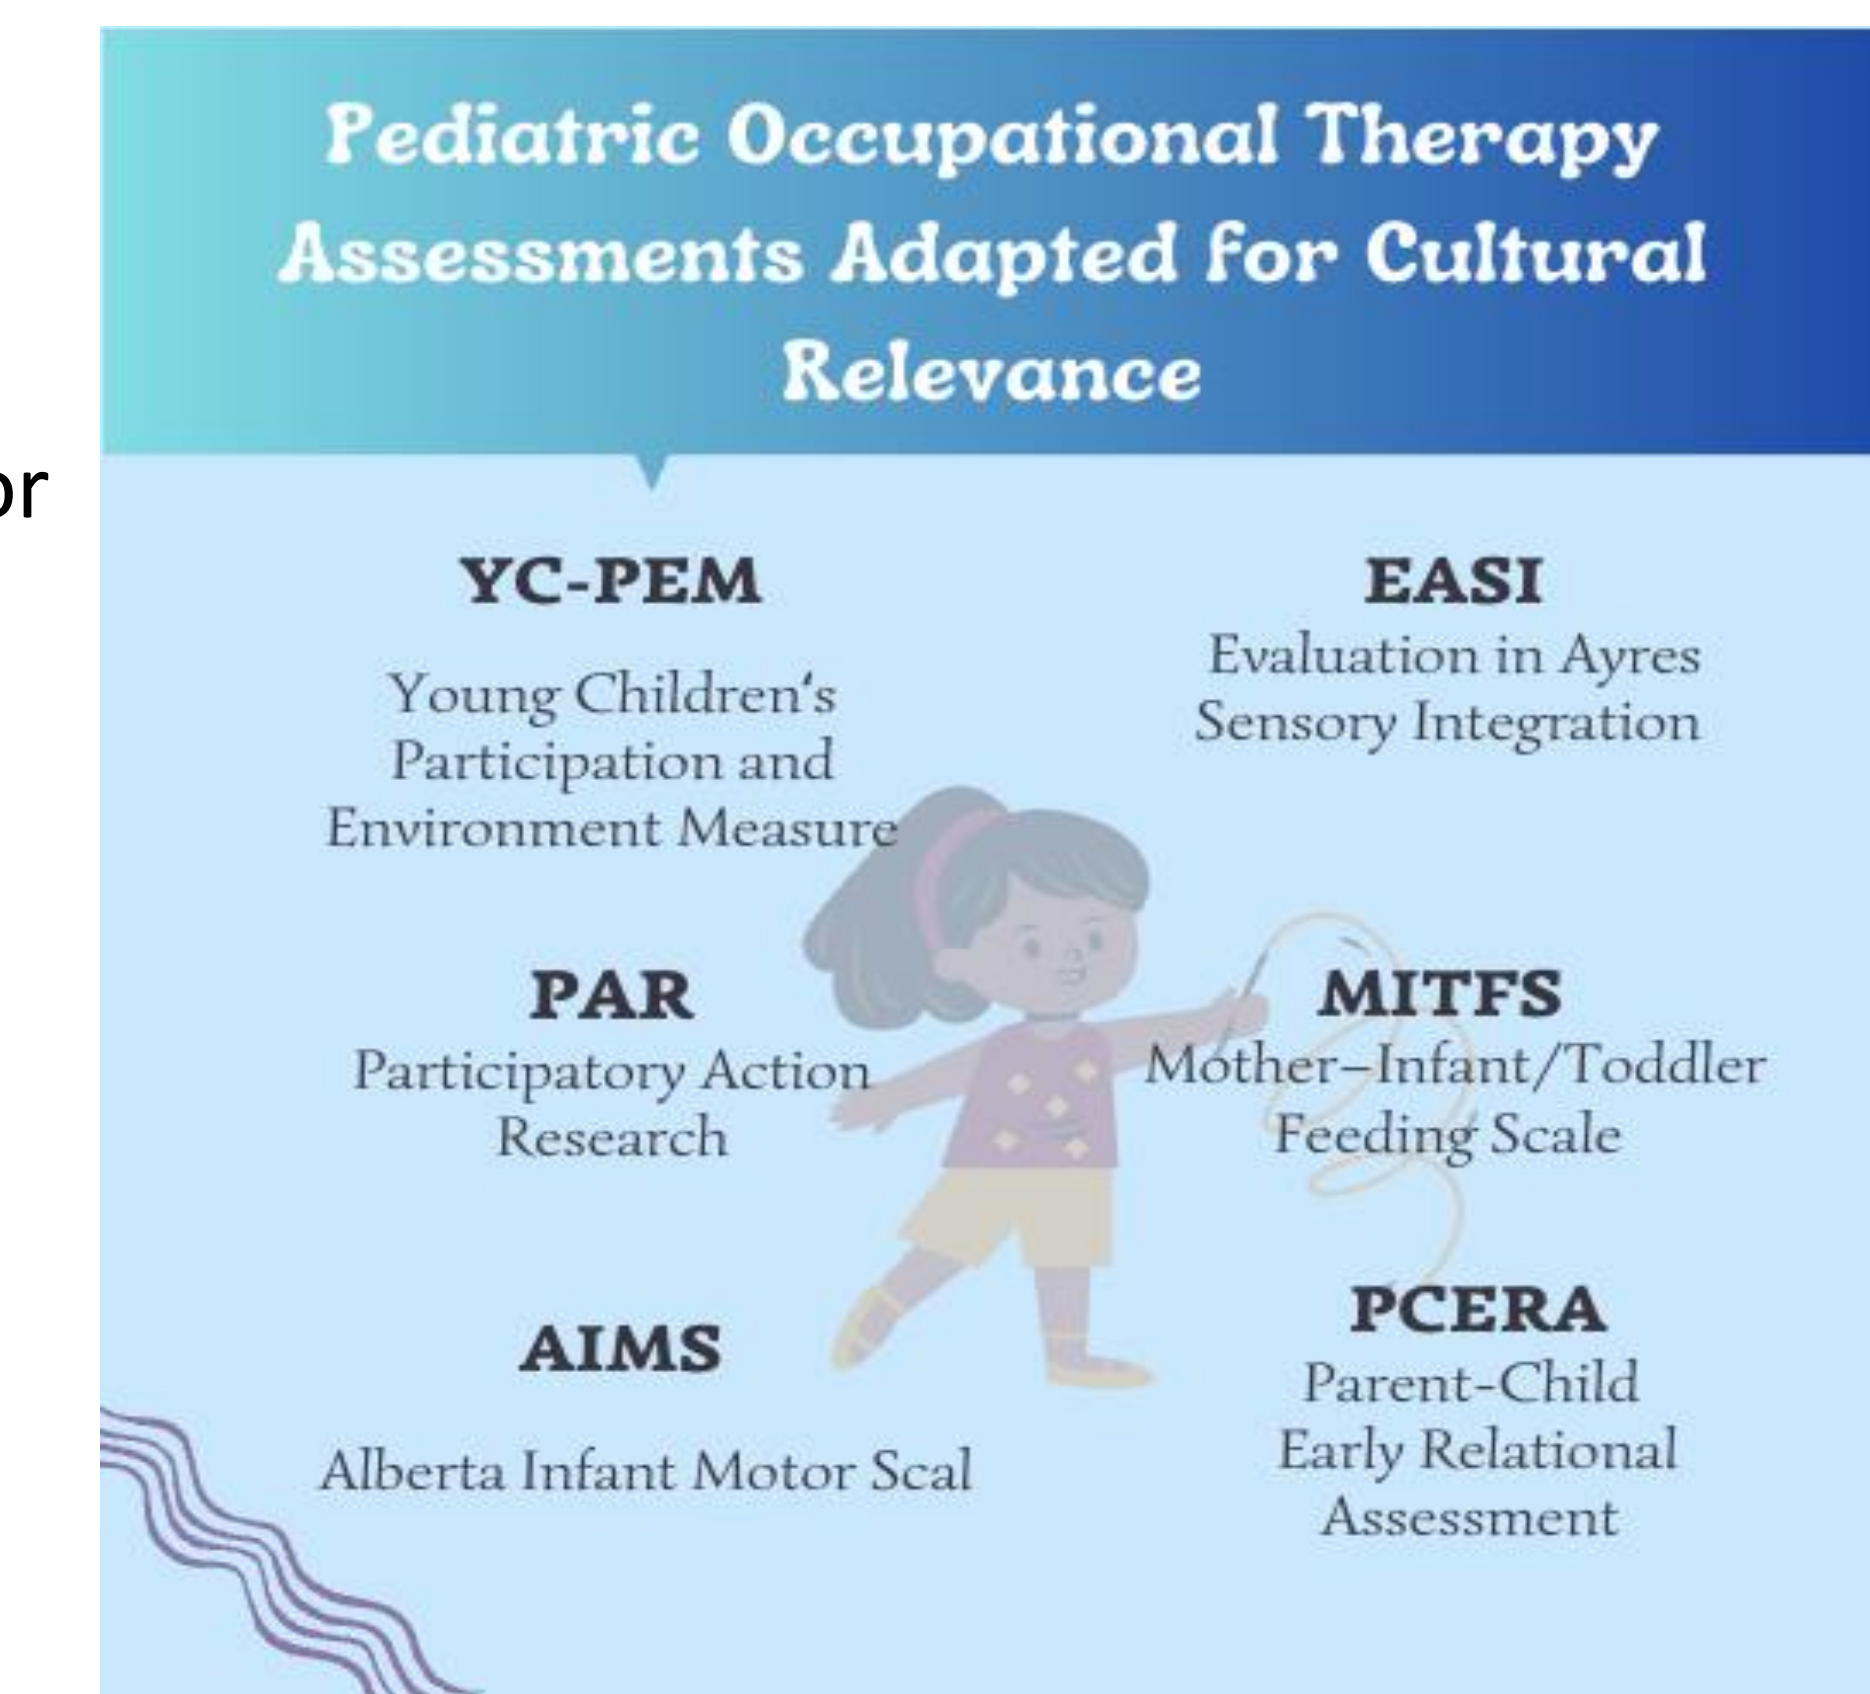 Pediatric Occupational Therapy
Assessments Adapted for Cultural
Relevance
or
YC-PEM
Young Children's
Participation and
Environment Measure
EASI
Evaluation in Ayres
Sensory Integration
PAR
Participatory Action
Research
MITFS
Mother–Infant/Toddler
Feeding Scale
AIMS
Alberta Infant Motor Scal
PCERA
Parent-Child
Early Relational
Assessment